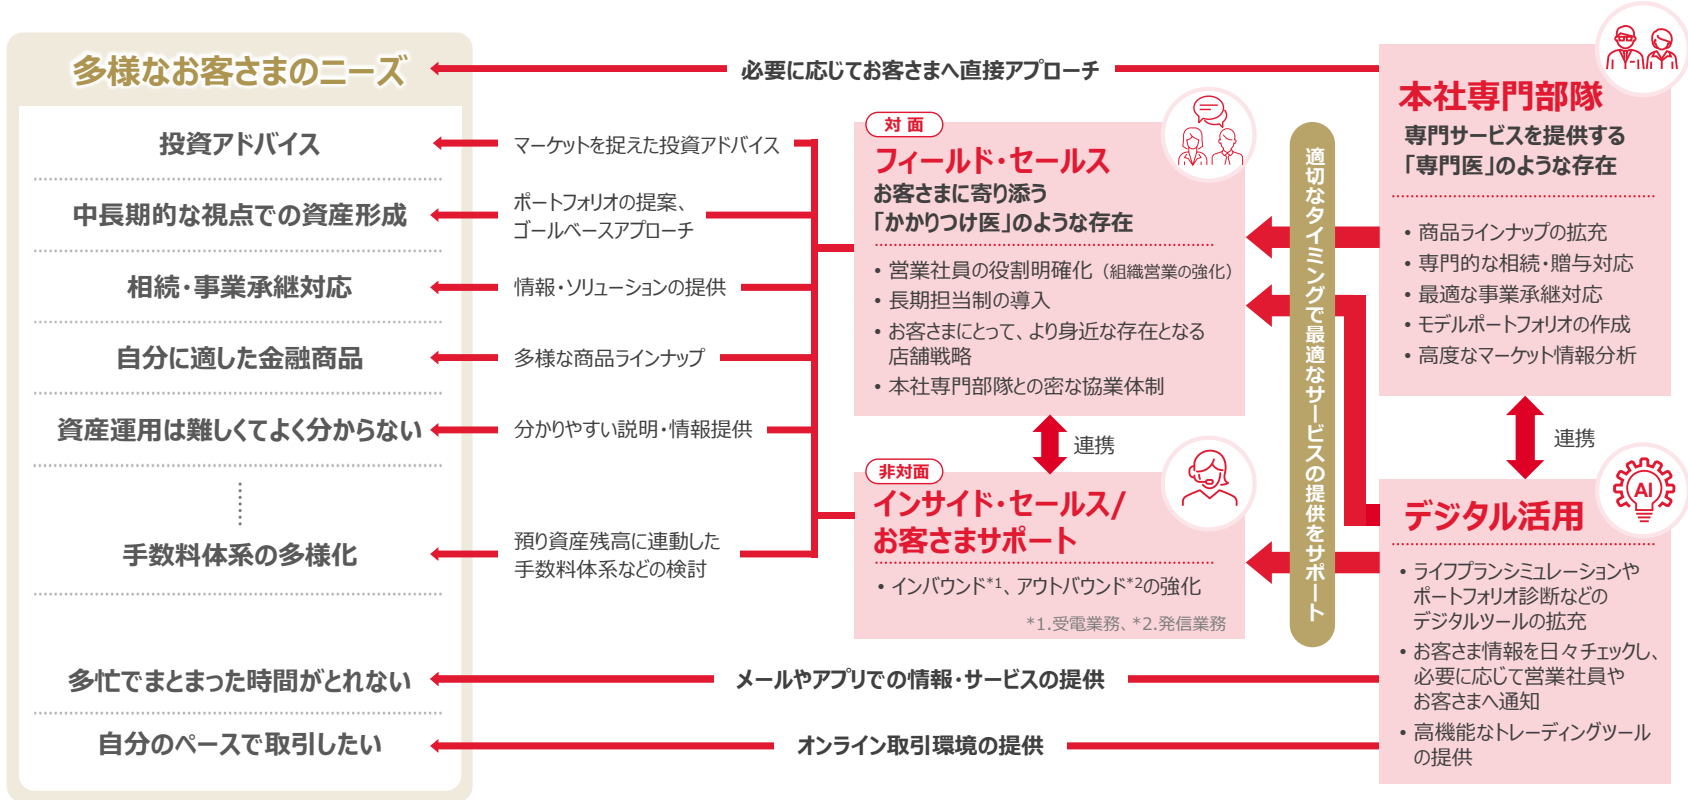 多様なお客さまのニーズ
投資アドバイス
中長期的な視点での資産形成
相続・事業承継対応
自分に適した金融商品
資産運用は難しくてよく分からない
手数料体系の多様化
多忙でまとまった時間がとれない
自分のペースで取引したい
必要に応じてお客さまへ直接アプローチ
マーケットを捉えた投資アドバイス
ポートフォリオの提案、
ゴールベースアプローチ
情報・ソリューションの提供
多様な商品ラインナップ
分かりやすい説明・情報提供
預り資産残高に連動した
手数料体系などの検討
メールやアプリでの情報・サービスの提供
オンライン取引環境の提供
対 面
フィールド・セールス
お客さまに寄り添う
「かかりつけ医」のような存在
・営業社員の役割明確化（組織営業の強化）
・長期担当制の導入
・お客さまにとって、より身近な存在となる
店舗戦略
・本社専門部隊との密な協業体制
連携
非対面
インサイド・セールス/
お客さまサポート
・インバウンド*1、アウトバウンド*2の強化
*1.受電業務、*2.発信業務
適切なタイミングで最適なサービスの提供をサポート
本社専門部隊
専門サービスを提供する
「専門医」のような存在
・商品ラインナップの拡充
・専門的な相続・贈与対応
・最適な事業承継対応
・モデルポートフォリオの作成
・高度なマーケット情報分析
連携
AI
デジタル活用
・ライフプランシミュレーションや
ポートフォリオ診断などの
デジタルツールの拡充
・お客さま情報を日々チェックし、
必要に応じて営業社員や
お客さまへ通知
・高機能なトレーディングツール
の提供